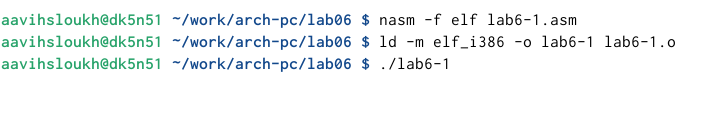 aavihsloukh@dk5n51 ~/work/arch-pc/lab06 $ nasm -f elf lab6-1.asm
aavihsloukh@dk5n51 ~/work/arch-pc/lab06 $ ld -m elf_i386 -o lab6-1 lab6-1.o
aavihsloukh@dk5n51 ~/work/arch-pc/lab06 $ ./lab6-1